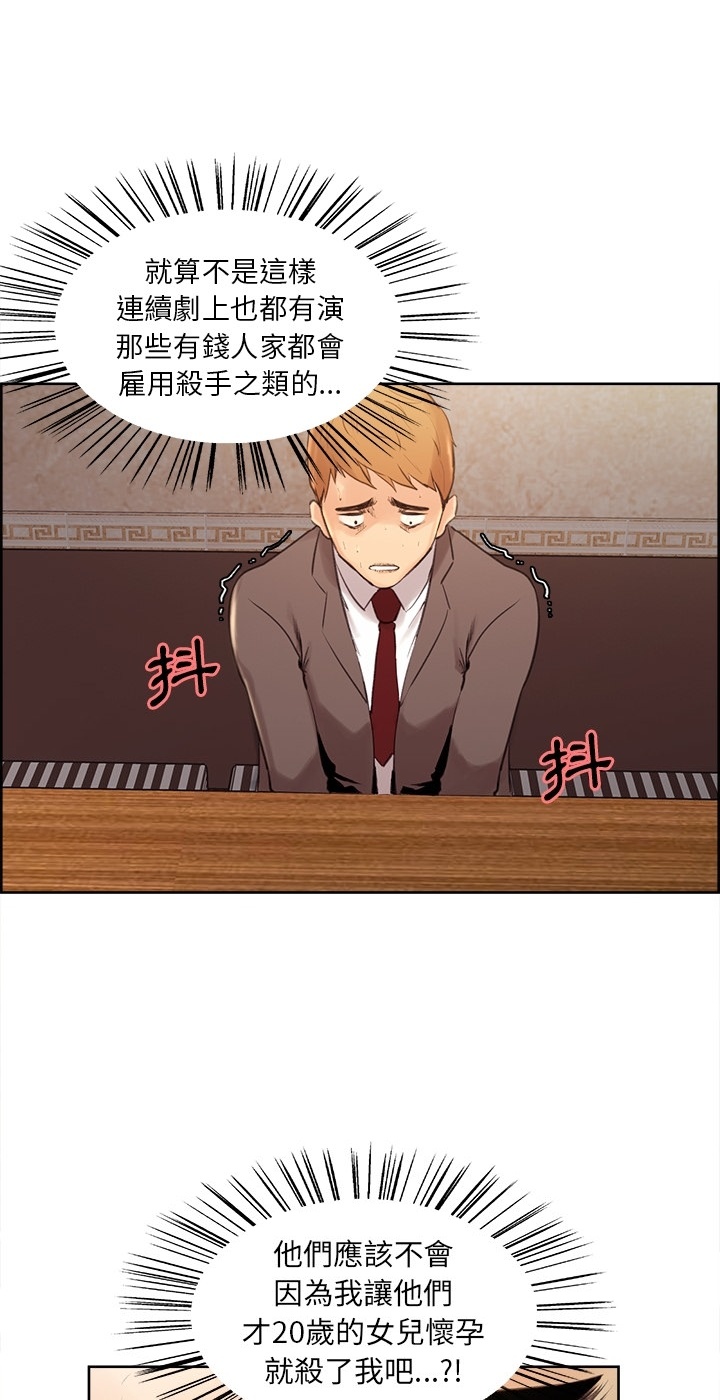 就算不是這樣
連續劇上也都有演
那些有錢人家都會
雇用殺手之類的...
抖
抖
他們應該不會
因為我讓他們
才20歲的女兒懷孕
就殺了我吧...?!